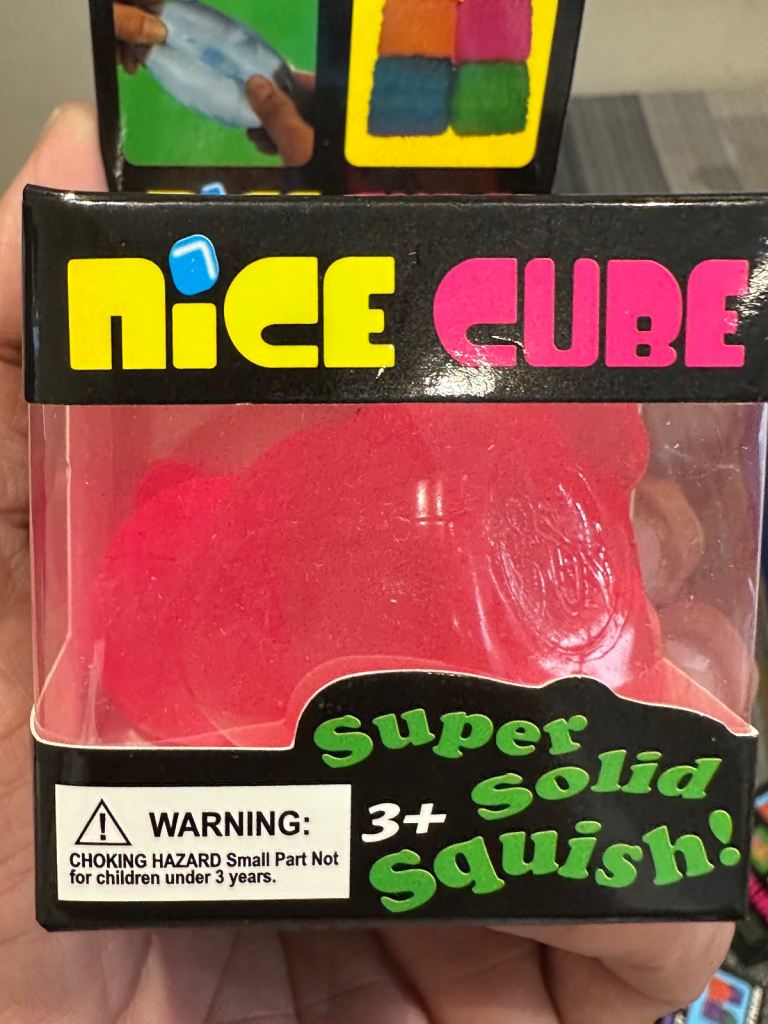 NiCE CUBE
Super
Solid
3+
Squish!
WARNING:
CHOKING HAZARD Small Part Not
for children under 3 years.